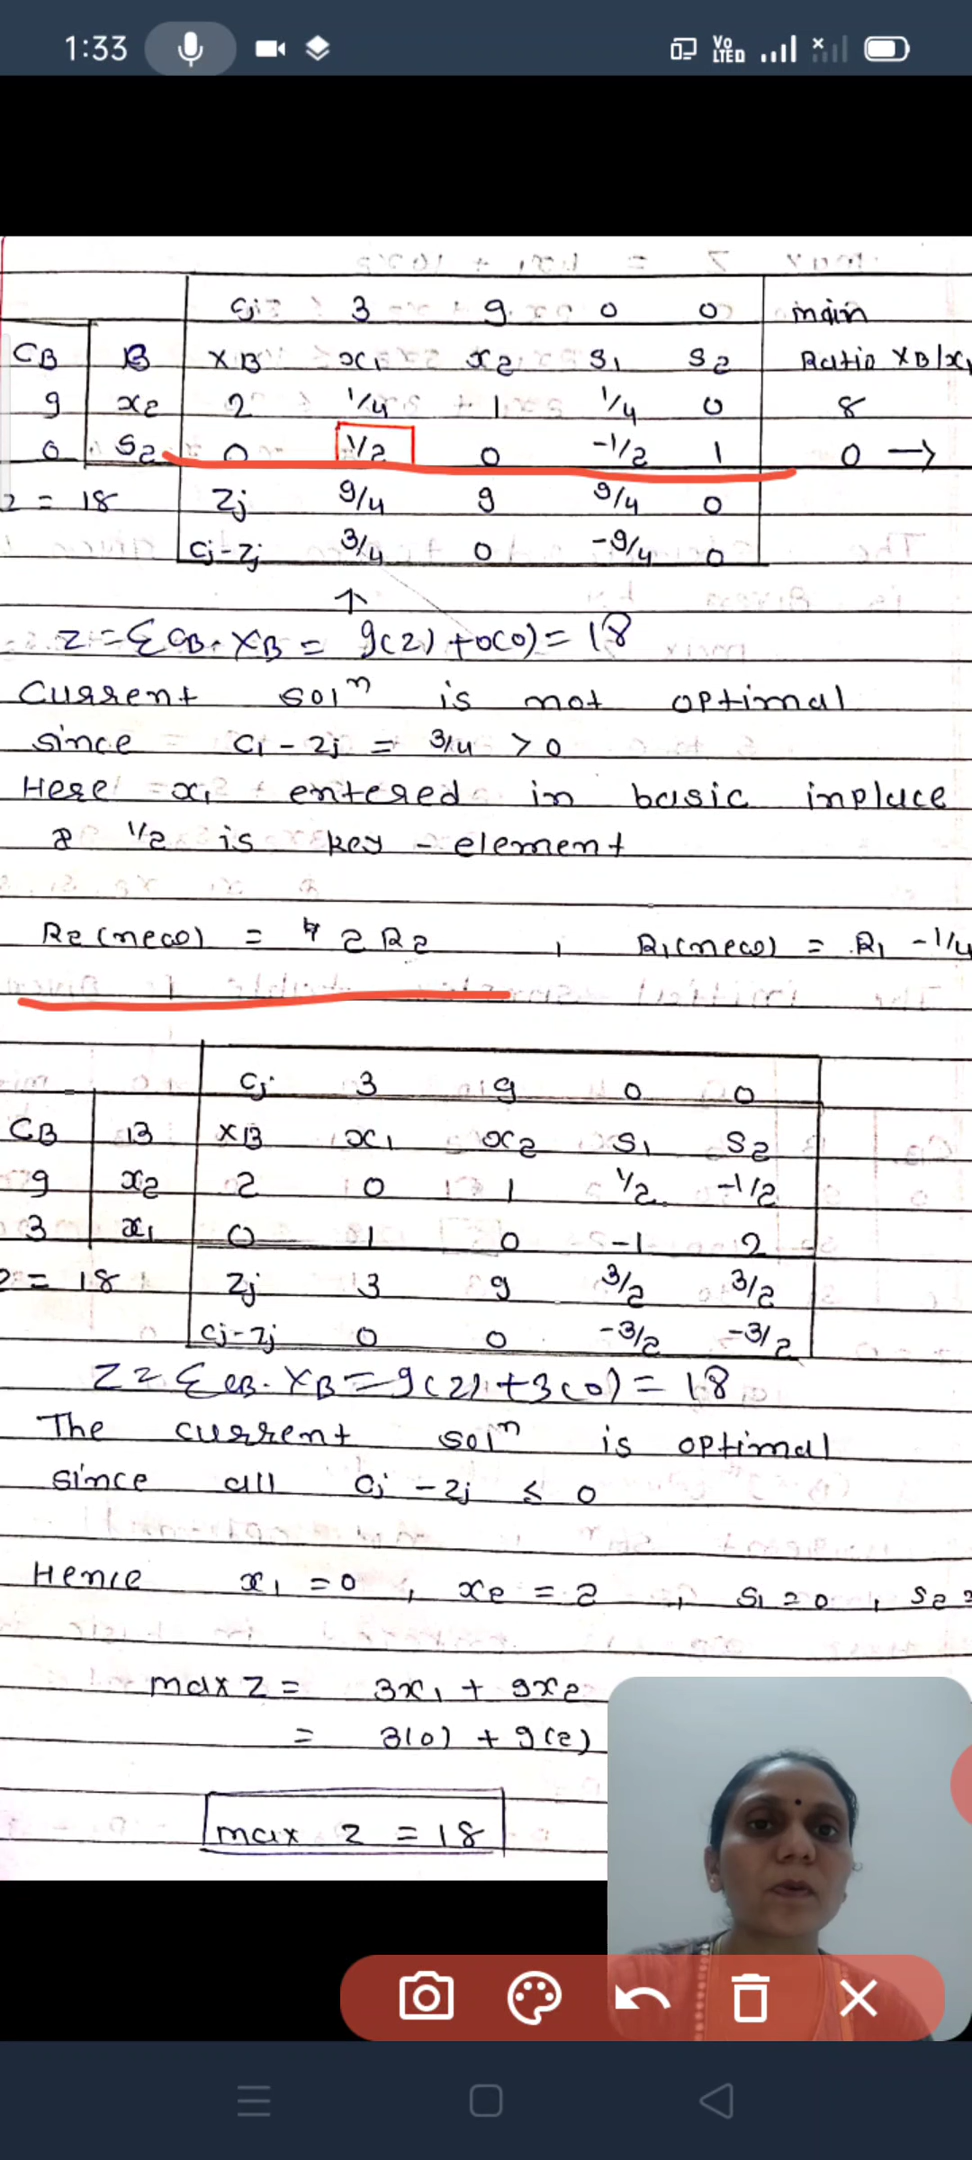 1:33 Vo LTED
Cj 3 9 0 0 main
CB B XB x₁ x₂ S₁ S₂ Ratio XB/x₁
9 x₂ 2 1/4 1 1/4 0 8
0 S₂ 0 1/2 0 -1/2 1 0 →
z = 18 Zj 9/4 9 9/4 0
Cj-Zj 3/4 0 -9/4 0
↑
Z = ΣCB·XB = 9(2) + 0(0) = 18
Current solⁿ is not optimal
since C₁ - Zj = 3/4 > 0
Here x₁ entered in basic inplace
& 1/2 is key - element
R₂(new) = 2R₂ , R₁(new) = R₁ - 1/4
Cj 3 9 0 0
CB B XB x₁ x₂ S₁ S₂
9 x₂ 2 0 1 1/2 -1/2
3 x₁ 0 1 0 -1 2
z = 18 Zj 3 9 3/2 3/2
Cj-Zj 0 0 -3/2 -3/2
Z = ΣCB·XB = 9(2) + 3(0) = 18
The current solⁿ is optimal
since all Cj - Zj ≤ 0
Hence x₁ = 0 , x₂ = 2 , S₁ = 0 , S₂ =
max Z = 3x₁ + 9x₂
= 3(0) + 9(2)
max Z = 18